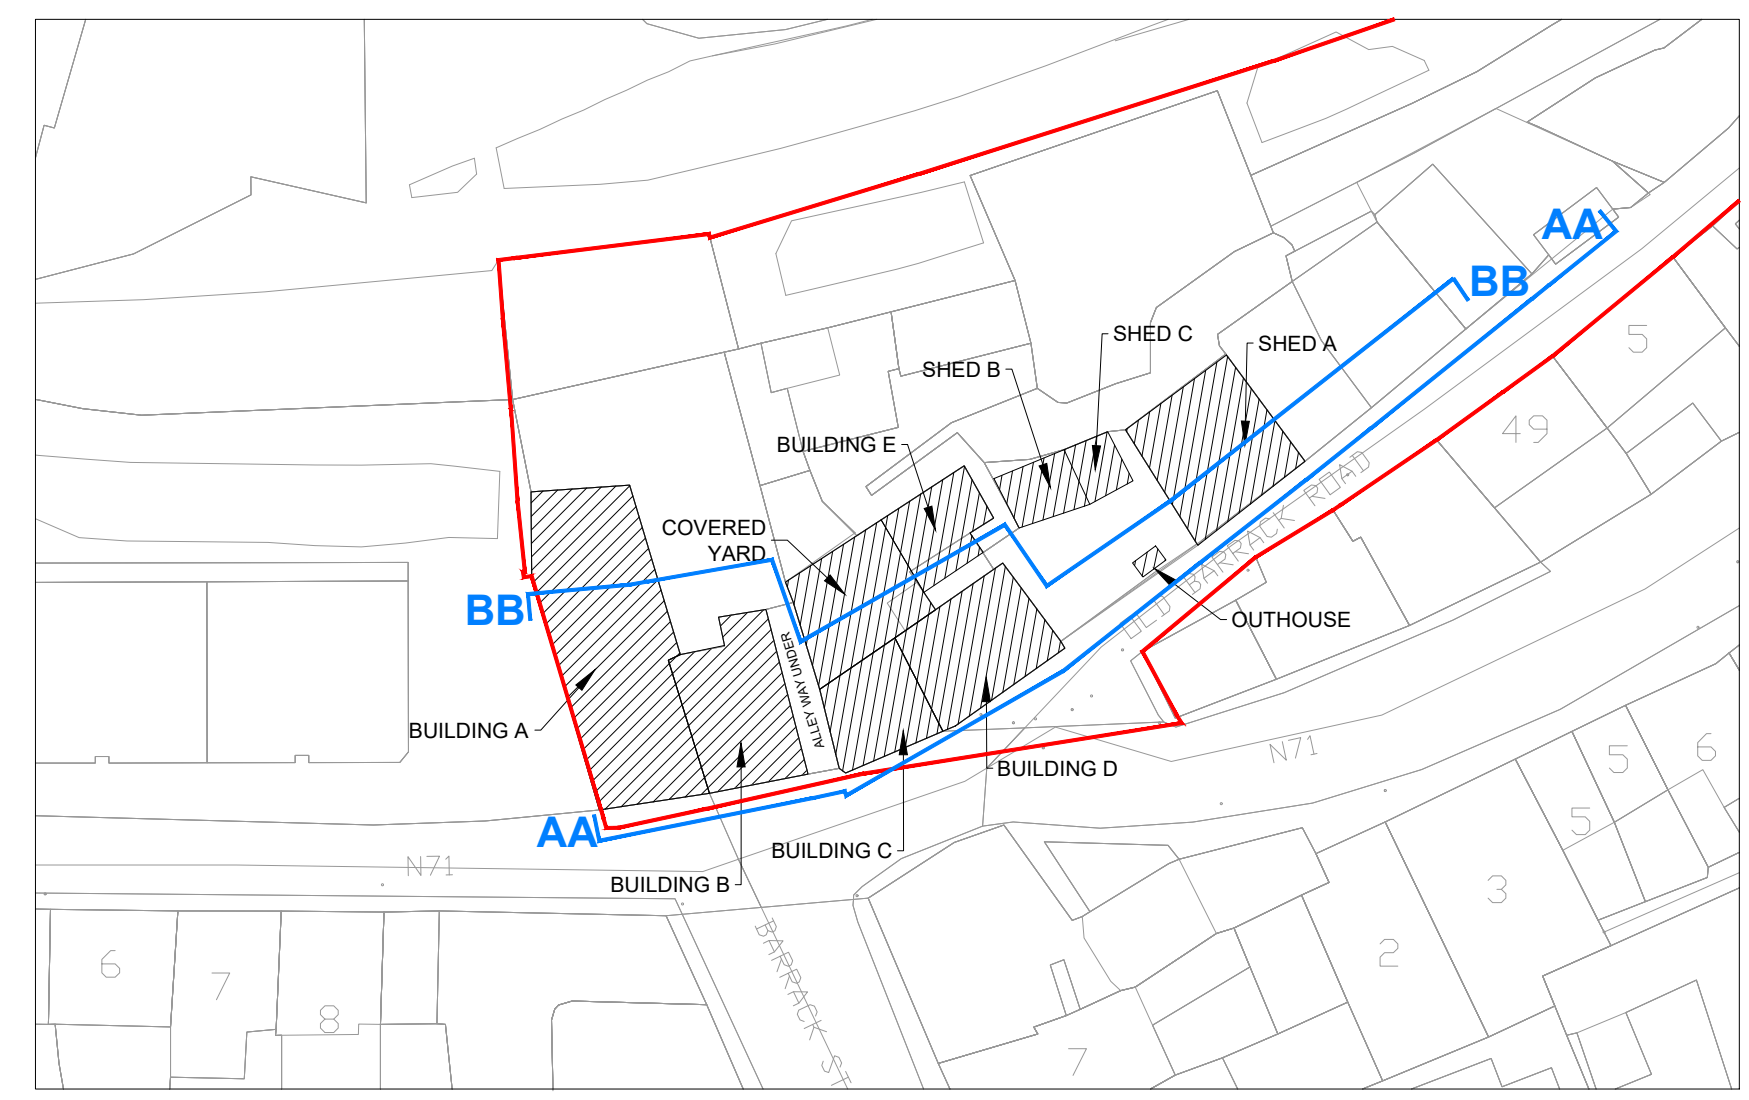 AA
BB
5
SHED C
SHED A
SHED B
49
BUILDING E
OLD BARRACK ROAD
COVERED
YARD
BB
OUTHOUSE
ALLEY WAY UNDER
BUILDING A
N71
5
6
BUILDING D
5
AA
BUILDING C
N71
BUILDING B
3
BARRACK ST
2
6
7
8
7